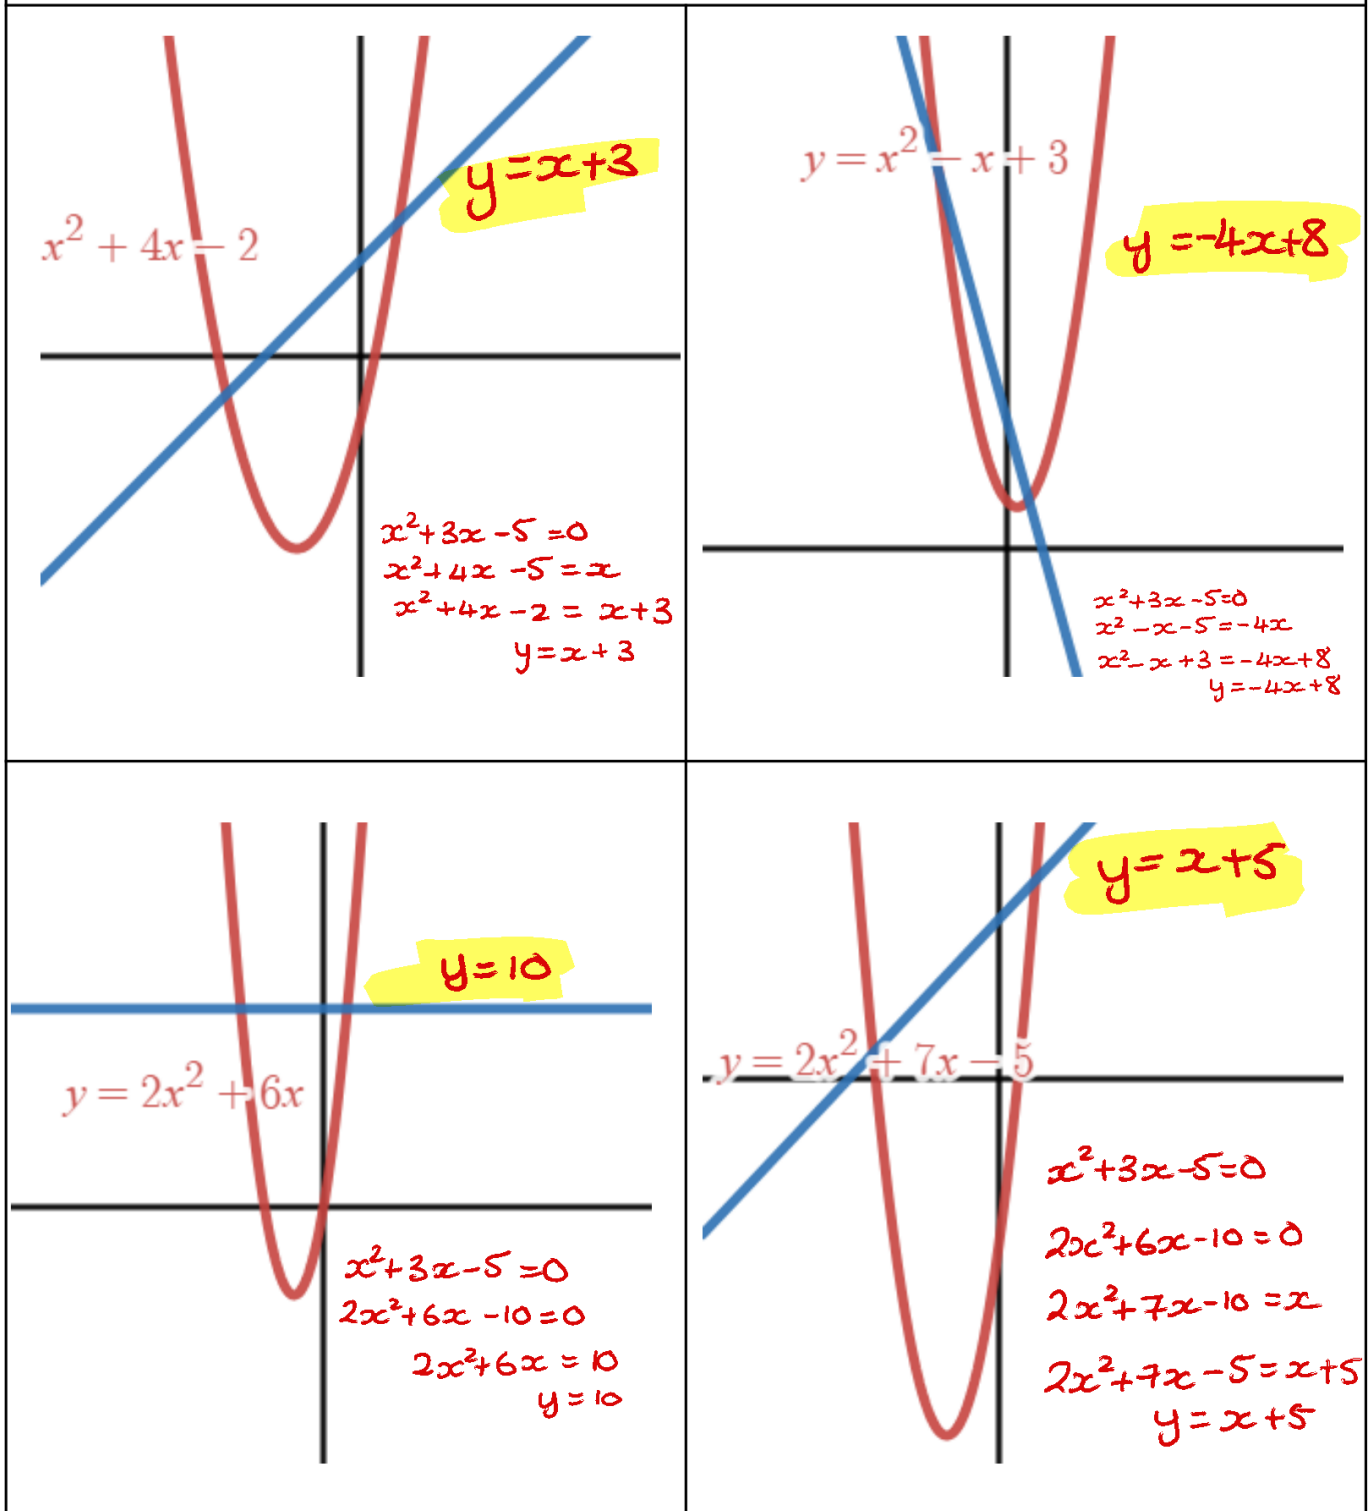 x² + 4x − 2
y=x+3
x²+3x-5=0
x²+4x-5=x
x²+4x-2=x+3
y=x+3
y = x² − x + 3
y=-4x+8
x²+3x-5=0
x²-x-5=-4x
x²-x+3=-4x+8
y=-4x+8
y=10
y = 2x² + 6x
x²+3x-5=0
2x²+6x-10=0
2x²+6x=10
y=10
y=x+5
y = 2x² + 7x − 5
x²+3x-5=0
2x²+6x-10=0
2x²+7x-10=x
2x²+7x-5=x+5
y=x+5